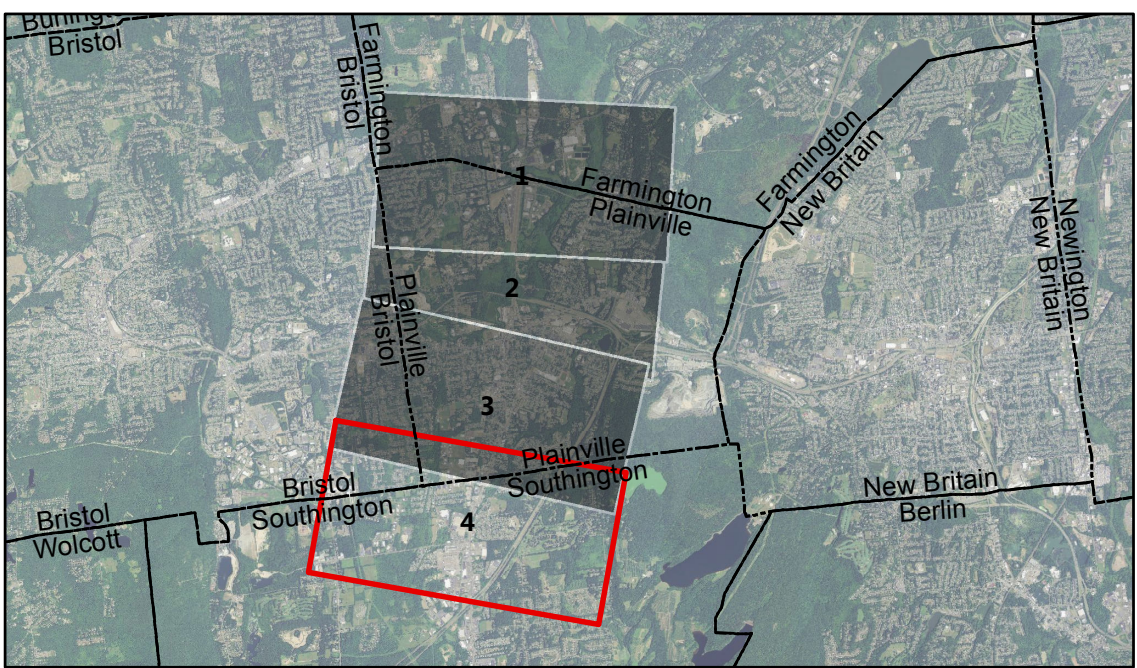 Bristol
Farmington
Bristol
1
Farmington
Plainville
Farmington
New Britain
Newington
New Britain
2
Plainville
Bristol
3
Plainville
Southington
Bristol
Southington
4
New Britain
Berlin
Bristol
Wolcott